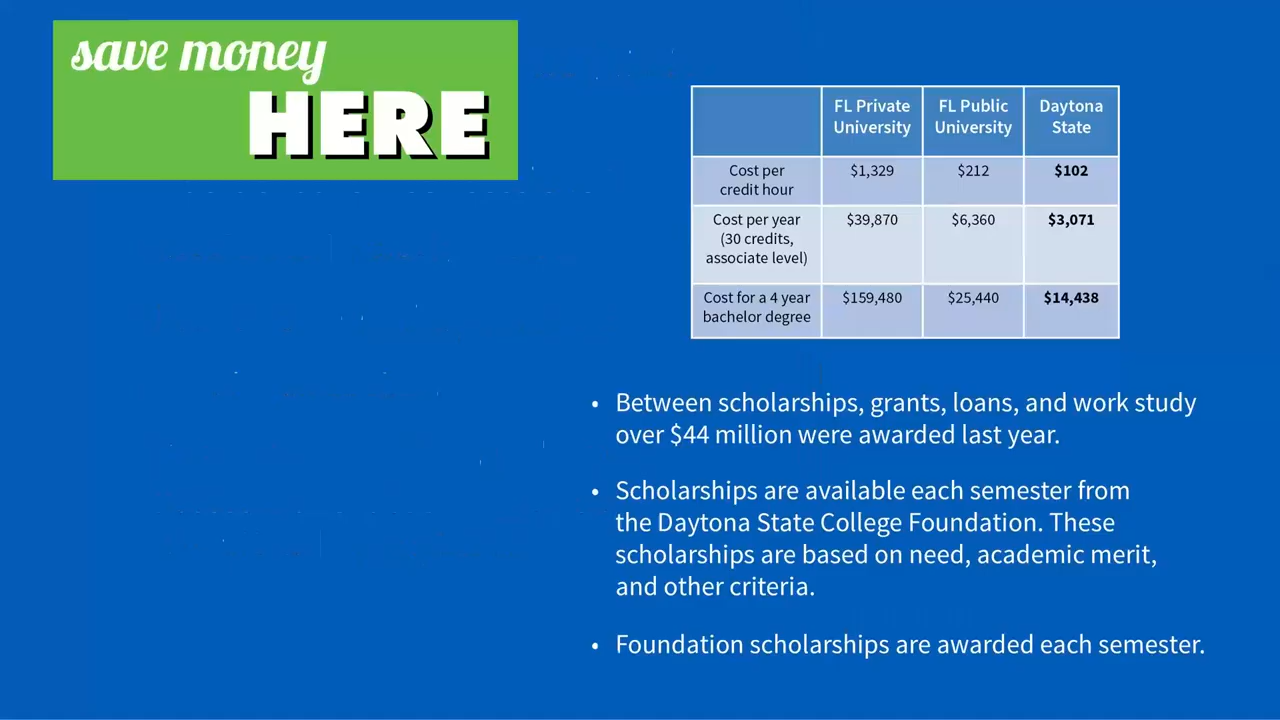 save money
HERE
FL Private University FL Public University Daytona State
Cost per credit hour $1,329 $212 $102
Cost per year (30 credits, associate level) $39,870 $6,360 $3,071
Cost for a 4 year bachelor degree $159,480 $25,440 $14,438
• Between scholarships, grants, loans, and work study
over $44 million were awarded last year.
• Scholarships are available each semester from
the Daytona State College Foundation. These
scholarships are based on need, academic merit,
and other criteria.
• Foundation scholarships are awarded each semester.